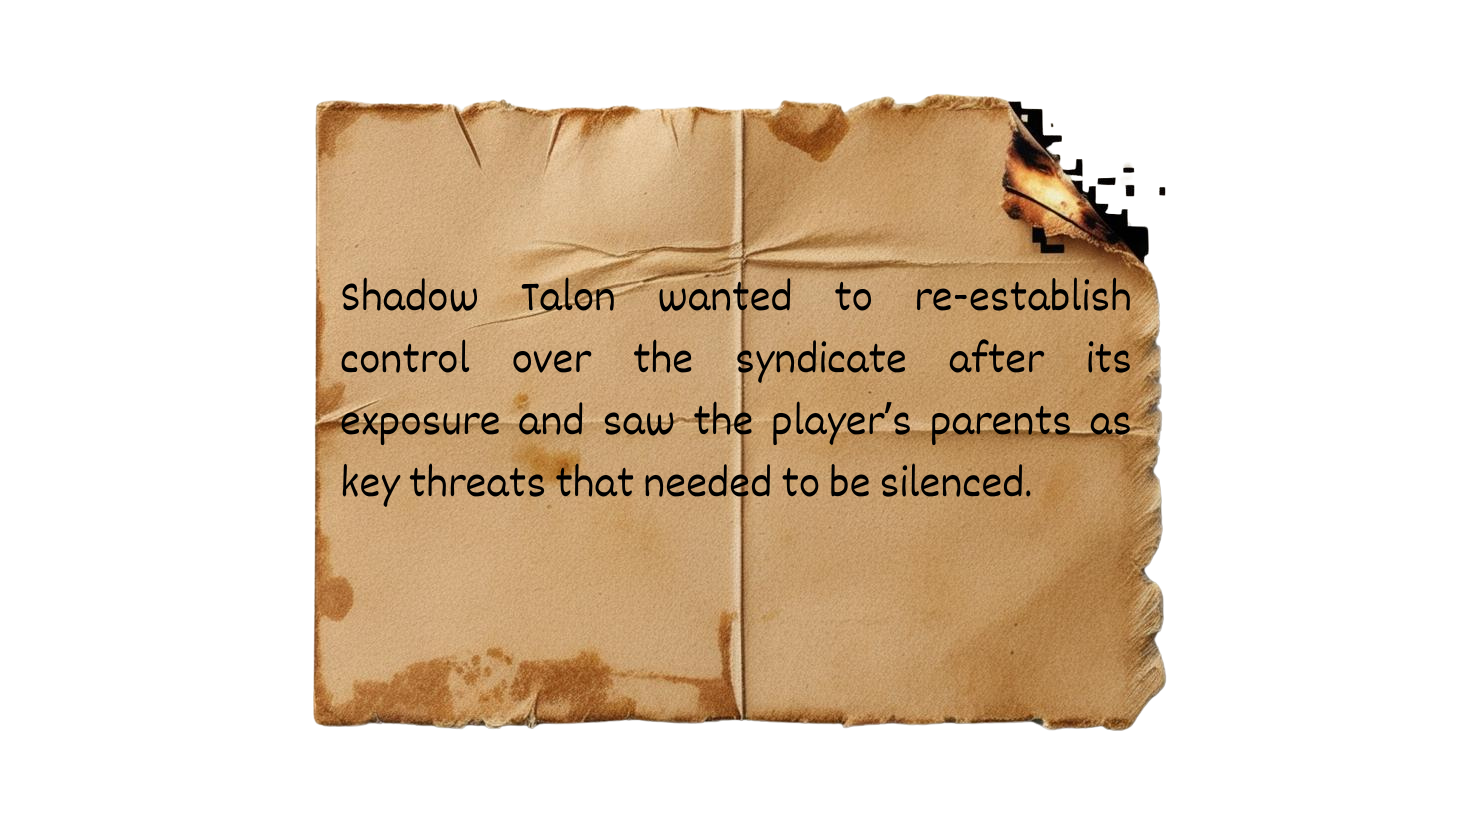 Shadow Talon wanted to re-establish
control over the syndicate after its
exposure and saw the player’s parents as
key threats that needed to be silenced.